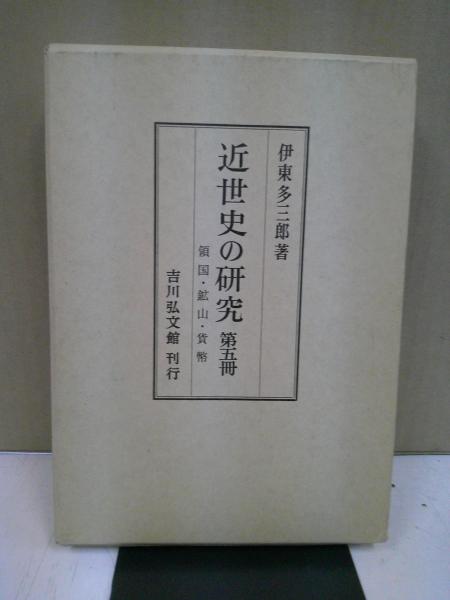 伊東多三郎著
近世史の研究 第五冊
領国・鉱山・貨幣
吉川弘文館 刊行